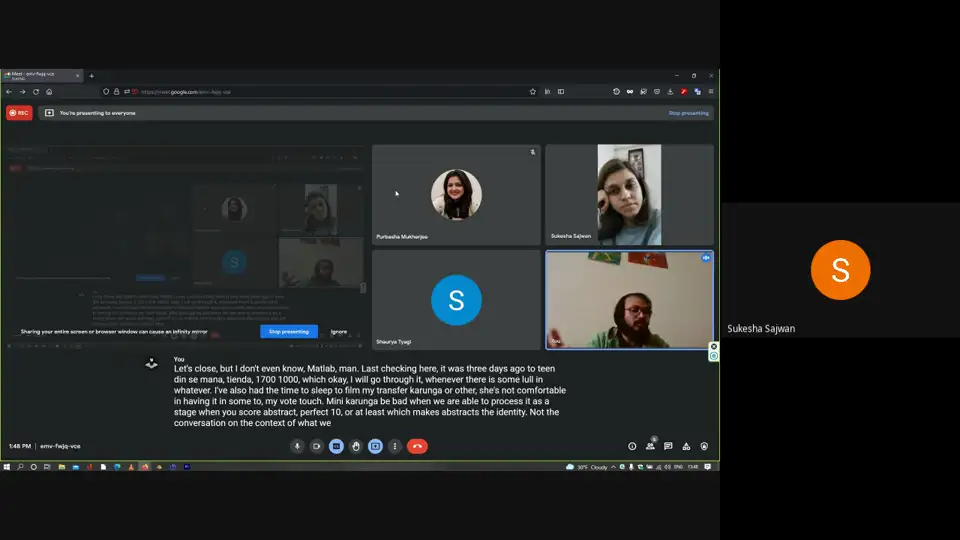 Meet - emv-fwjq-vce
https://meet.google.com/emv-fwjq-vce
REC
You're presenting to everyone
Stop presenting
Purbasha Mukherjee
Sukesha Sajwan
S
Shaurya Tyagi
You
Sharing your entire screen or browser window can cause an infinity mirror
Stop presenting
Ignore
You
Let's close, but I don't even know, Matlab, man. Last checking here, it was three days ago to teen
din se mana, tienda, 1700 1000, which okay, I will go through it, whenever there is some lull in
whatever. I've also had the time to sleep to film my transfer karunga or other, she's not comfortable
in having it in some to, my vote touch. Mini karunga be bad when we are able to process it as a
stage when you score abstract, perfect 10, or at least which makes abstracts the identity. Not the
conversation on the context of what we
1:48 PM | emv-fwjq-vce
30°F Cloudy
ENG
13:48
S
Sukesha Sajwan